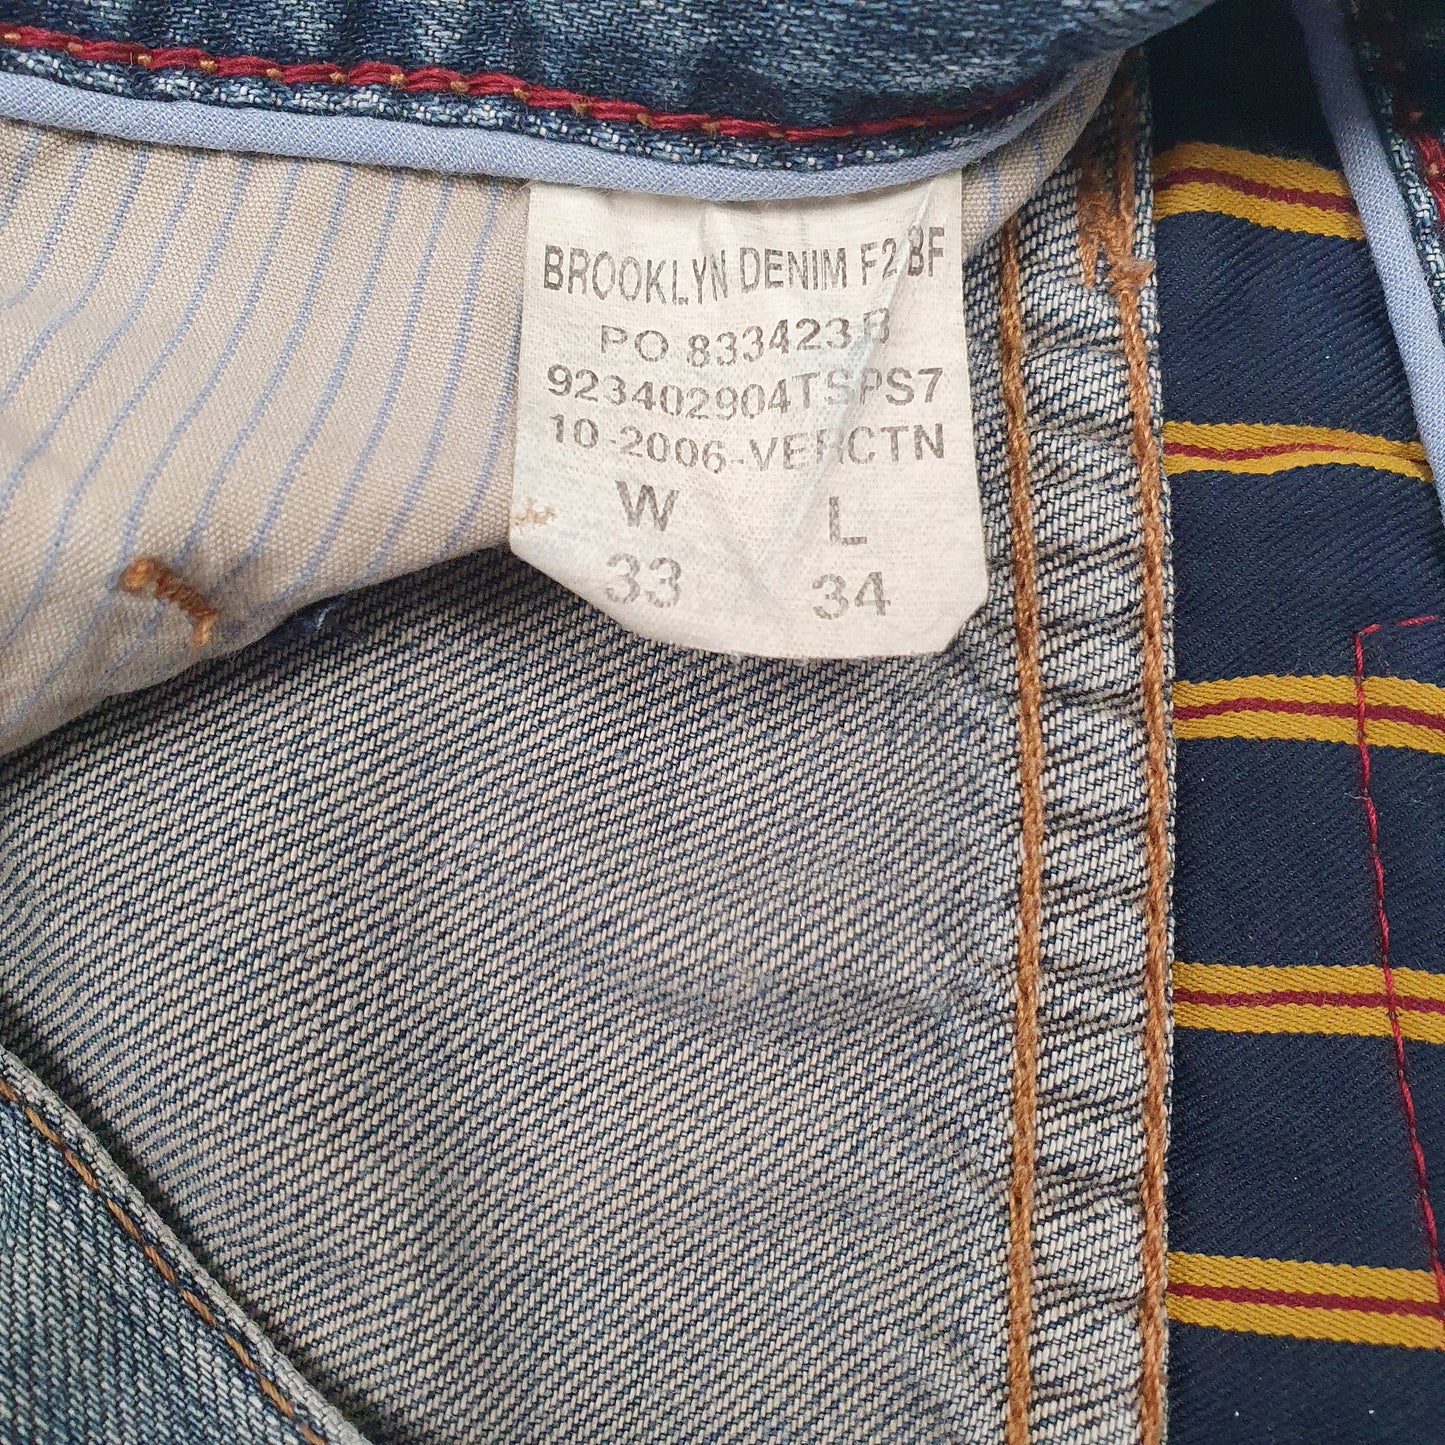 BROOKLYN DENIM F2 BF
PO 833423 B
923402904TSPS7
10-2006-VERCTN
W L
33 34